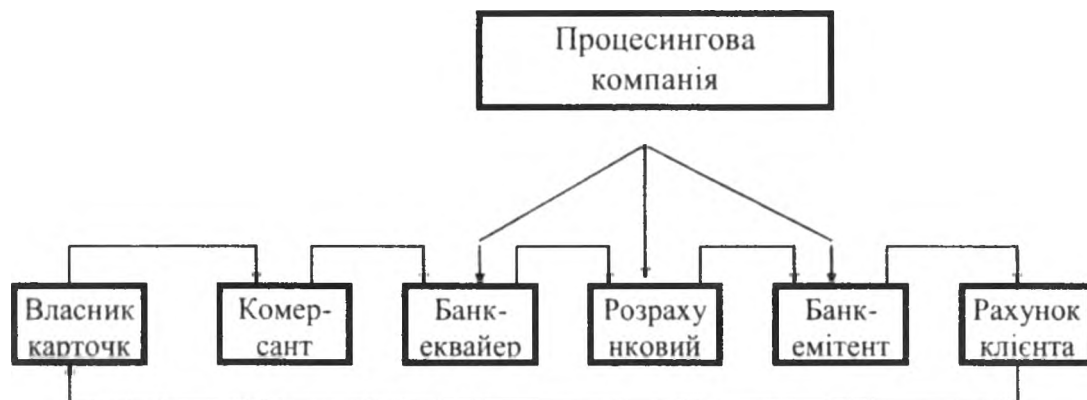 Процесингова
компанія
Власник
карточк
Комер-
сант
Банк-
еквайер
Розраху
нковий
Банк-
емітент
Рахунок
клієнта